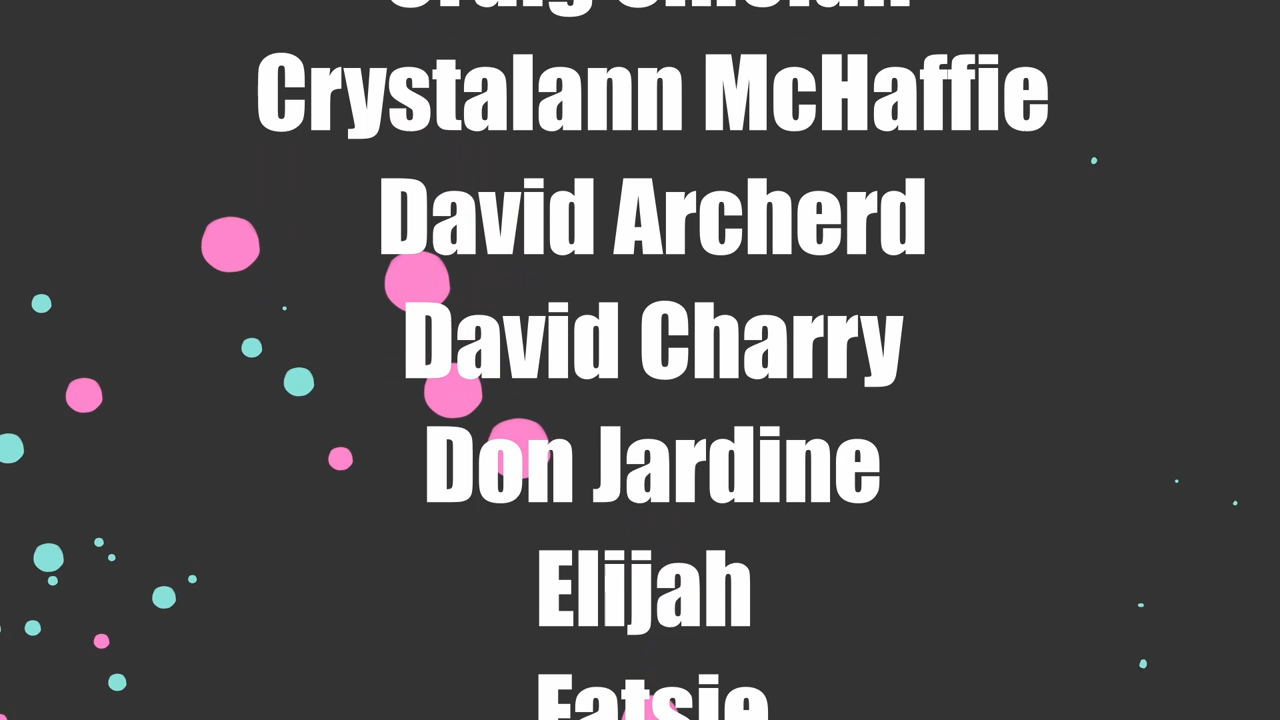 Crystalann McHaffie
David Archerd
David Charry
Don Jardine
Elijah